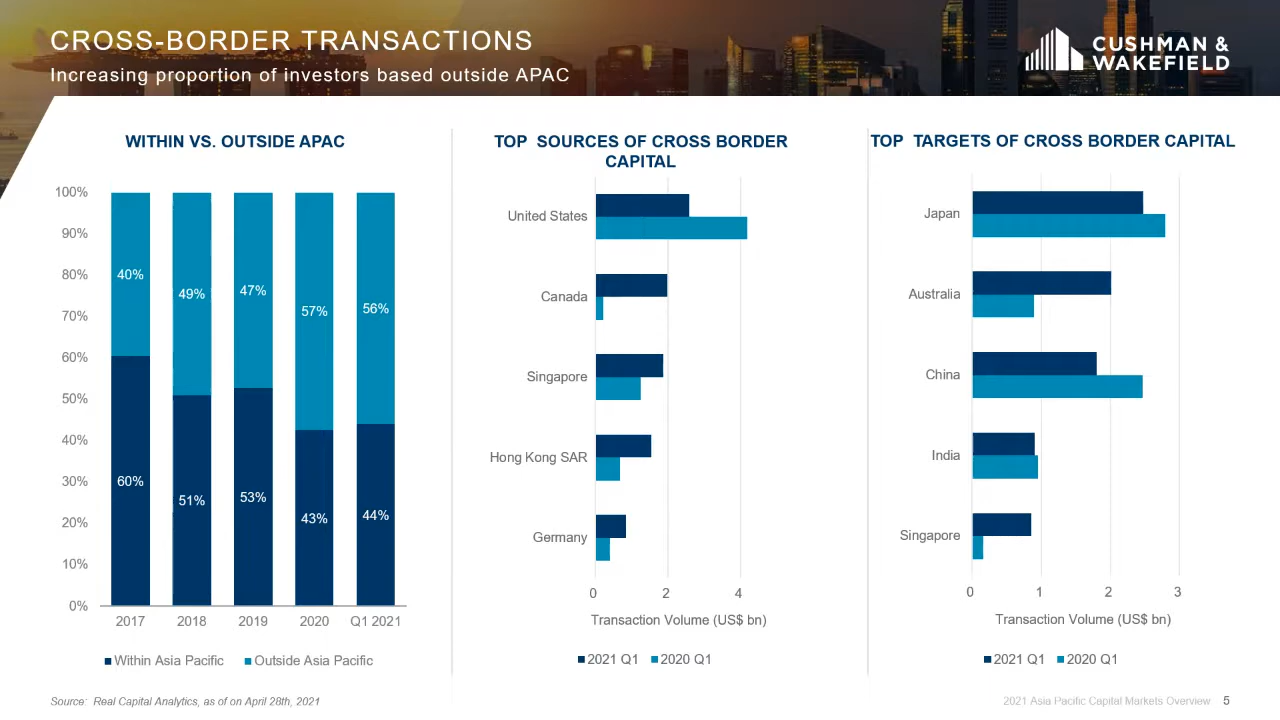 CROSS-BORDER TRANSACTIONS
Increasing proportion of investors based outside APAC
CUSHMAN &
WAKEFIELD
WITHIN VS. OUTSIDE APAC
100%
90%
80%
70%
60%
50%
40%
30%
20%
10%
0%
40%
49%
47%
57%
56%
60%
51%
53%
43%
44%
2017
2018
2019
2020
Q1 2021
Within Asia Pacific
Outside Asia Pacific
TOP SOURCES OF CROSS BORDER
CAPITAL
United States
Canada
Singapore
Hong Kong SAR
Germany
0
2
4
Transaction Volume (US$ bn)
2021 Q1
2020 Q1
TOP TARGETS OF CROSS BORDER CAPITAL
Japan
Australia
China
India
Singapore
0
1
2
3
Transaction Volume (US$ bn)
2021 Q1
2020 Q1
Source: Real Capital Analytics, as of on April 28th, 2021
2021 Asia Pacific Capital Markets Overview 5